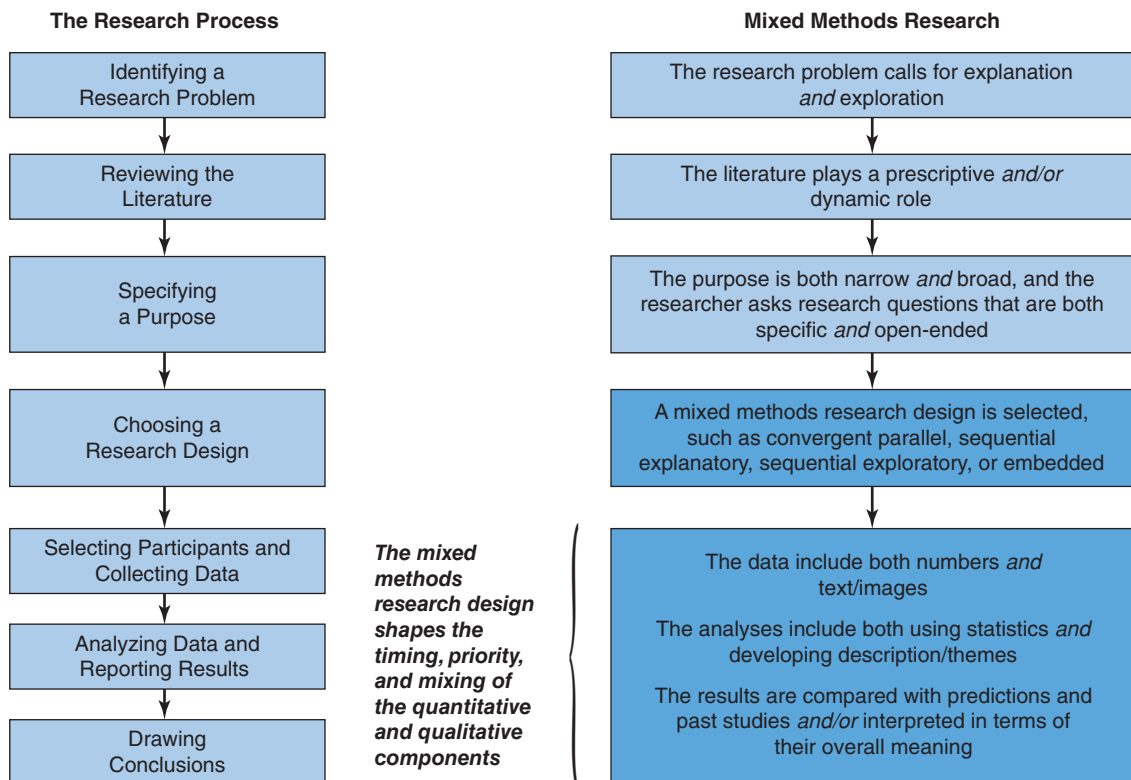 The Research Process
Identifying a
Research Problem
Reviewing the
Literature
Specifying
a Purpose
Choosing a
Research Design
Selecting Participants and
Collecting Data
Analyzing Data and
Reporting Results
Drawing
Conclusions
The mixed
methods
research design
shapes the
timing, priority,
and mixing of
the quantitative
and qualitative
components
Mixed Methods Research
The research problem calls for explanation
and exploration
The literature plays a prescriptive and/or
dynamic role
The purpose is both narrow and broad, and the
researcher asks research questions that are both
specific and open-ended
A mixed methods research design is selected,
such as convergent parallel, sequential
explanatory, sequential exploratory, or embedded
The data include both numbers and
text/images
The analyses include both using statistics and
developing description/themes
The results are compared with predictions and
past studies and/or interpreted in terms of
their overall meaning